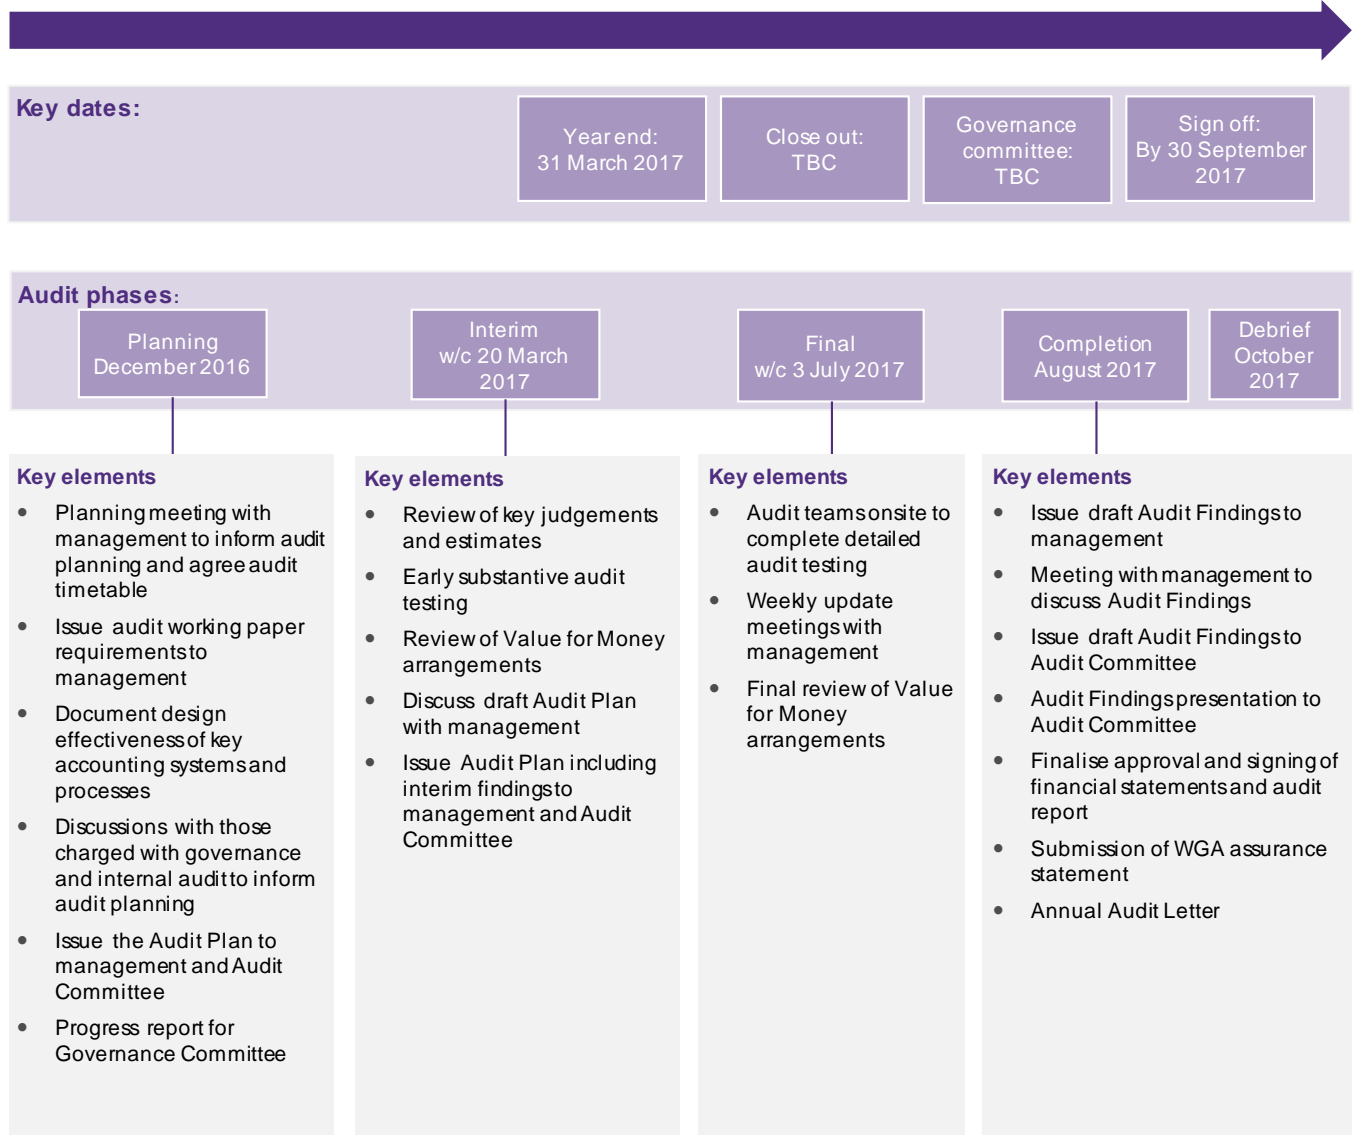 Key dates:
Year end:
31 March 2017
Close out:
TBC
Governance
committee:
TBC
Sign off:
By 30 September
2017
Audit phases:
Planning
December 2016
Interim
w/c 20 March
2017
Final
w/c 3 July 2017
Completion
August 2017
Debrief
October
2017
Key elements
• Planning meeting with
management to inform audit
planning and agree audit
timetable
• Issue audit working paper
requirements to
management
• Document design
effectiveness of key
accounting systems and
processes
• Discussions with those
charged with governance
and internal audit to inform
audit planning
• Issue the Audit Plan to
management and Audit
Committee
• Progress report for
Governance Committee
Key elements
• Review of key judgements
and estimates
• Early substantive audit
testing
• Review of Value for Money
arrangements
• Discuss draft Audit Plan
with management
• Issue Audit Plan including
interim findings to
management and Audit
Committee
Key elements
• Audit teams onsite to
complete detailed
audit testing
• Weekly update
meetings with
management
• Final review of Value
for Money
arrangements
Key elements
• Issue draft Audit Findings to
management
• Meeting with management to
discuss Audit Findings
• Issue draft Audit Findings to
Audit Committee
• Audit Findings presentation to
Audit Committee
• Finalise approval and signing of
financial statements and audit
report
• Submission of WGA assurance
statement
• Annual Audit Letter